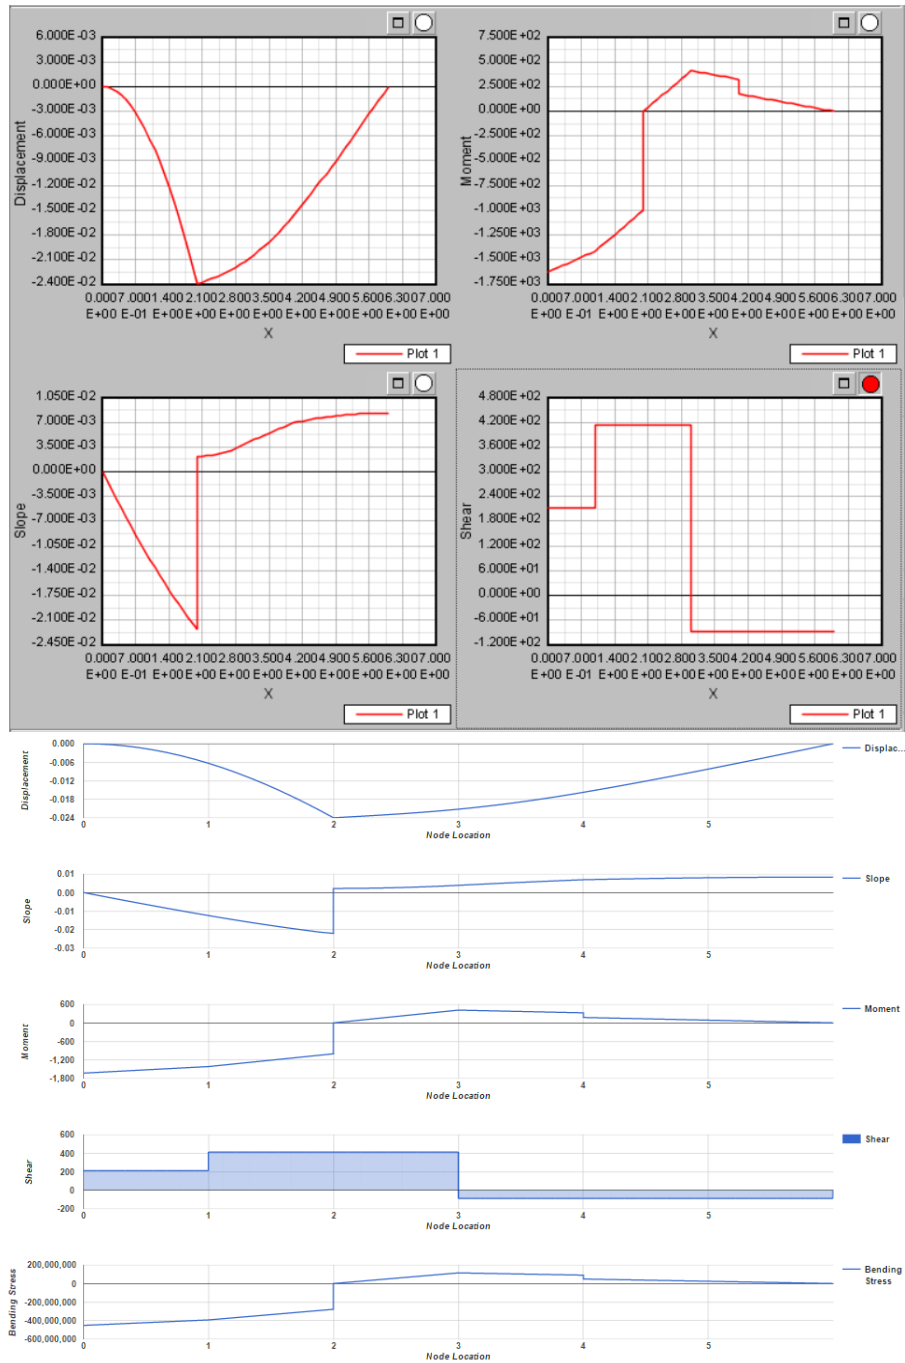 6.000E -03
3.000E -03
0.000E+00
-3.000E -03
-6.000E -03
-9.000E -03
-1.200E -02
-1.500E -02
-1.800E -02
-2.100E -02
-2.400E -02
Displacement
0.0007.0001.4002.1002.8003.5004.2004.9005.6006.3007.000
E+00 E-01 E+00 E+00 E+00 E+00 E+00 E+00 E+00 E+00 E+00
X
Plot 1
7.500E +02
5.000E +02
2.500E +02
0.000E +00
-2.500E +02
-5.000E +02
-7.500E +02
-1.000E +03
-1.250E +03
-1.500E +03
-1.750E +03
Moment
0.0007.0001.4002.1002.8003.5004.2004.9005.6006.3007.000
E+00 E-01 E+00 E+00 E+00 E+00 E+00 E+00 E+00 E+00 E+00
X
Plot 1
1.050E -02
7.000E -03
3.500E -03
0.000E+00
-3.500E -03
-7.000E -03
-1.050E -02
-1.400E -02
-1.750E -02
-2.100E -02
-2.450E -02
Slope
0.0007.0001.4002.1002.8003.5004.2004.9005.6006.3007.000
E+00 E-01 E+00 E+00 E+00 E+00 E+00 E+00 E+00 E+00 E+00
X
Plot 1
4.800E +02
4.200E +02
3.600E +02
3.000E +02
2.400E +02
1.800E +02
1.200E +02
6.000E +01
0.000E +00
-6.000E +01
-1.200E +02
Shear
0.0007.0001.4002.1002.8003.5004.2004.9005.6006.3007.000
E+00 E-01 E+00 E+00 E+00 E+00 E+00 E+00 E+00 E+00 E+00
X
Plot 1
0.000
-0.006
-0.012
-0.018
-0.024
Displacement
0 1 2 3 4 5
Node Location
Displac...
0.01
0.00
-0.01
-0.02
-0.03
Slope
0 1 2 3 4 5
Node Location
Slope
600
0
-600
-1,200
-1,800
Moment
0 1 2 3 4 5
Node Location
Moment
600
400
200
0
-200
Shear
0 1 2 3 4 5
Node Location
Shear
200,000,000
0
-200,000,000
-400,000,000
-600,000,000
Bending Stress
0 1 2 3 4 5
Node Location
Bending
Stress